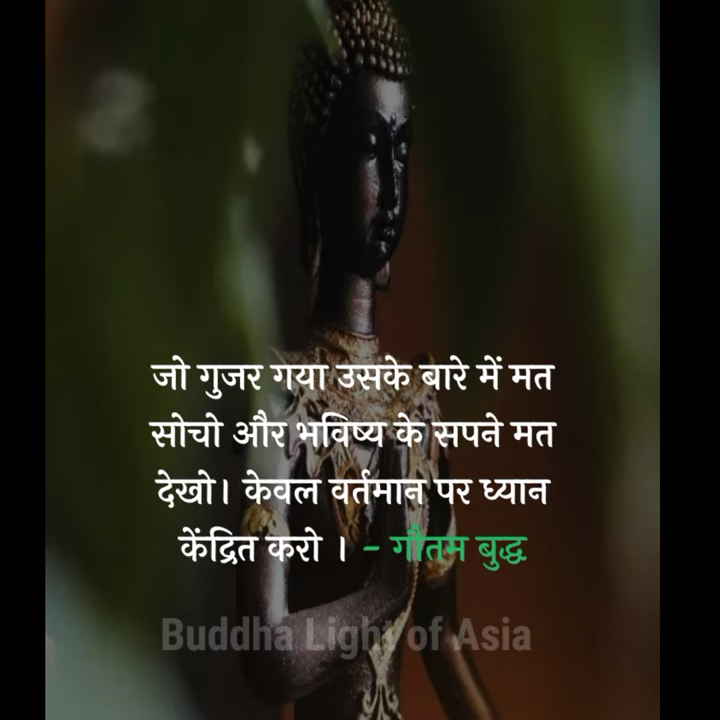 जो गुजर गया उसके बारे में मत
सोचो और भविष्य के सपने मत
देखो। केवल वर्तमान पर ध्यान
केंद्रित करो । - गौतम बुद्ध
Buddha Light of Asia